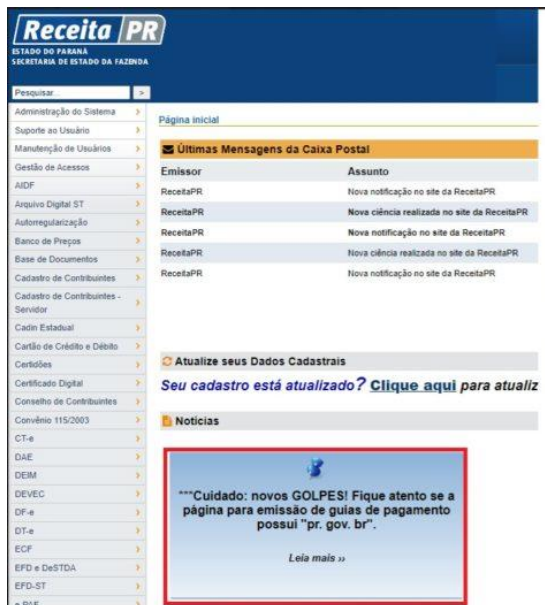 Receita PR
ESTADO DO PARANÁ
SECRETARIA DE ESTADO DA FAZENDA
Pesquisar... >
Administração do Sistema
Suporte ao Usuário
Manutenção de Usuários
Gestão de Acessos
AIDF
Arquivo Digital ST
Autorregularização
Banco de Preços
Base de Documentos
Cadastro de Contribuintes
Cadastro de Contribuintes -
Servidor
Cadin Estadual
Cartão de Crédito e Débito
Certidões
Certificado Digital
Conselho de Contribuintes
Convênio 115/2003
CT-e
DAE
DEIM
DEVEC
DF-e
DT-e
ECF
EFD e DeSTDA
EFD-ST
e-PAF
Página inicial
Últimas Mensagens da Caixa Postal
Emissor Assunto
ReceitaPR Nova notificação no site da ReceitaPR
ReceitaPR Nova ciência realizada no site da ReceitaPR
ReceitaPR Nova notificação no site da ReceitaPR
ReceitaPR Nova ciência realizada no site da ReceitaPR
ReceitaPR Nova notificação no site da ReceitaPR
Atualize seus Dados Cadastrais
Seu cadastro está atualizado? Clique aqui para atualiz
Noticias
***Cuidado: novos GOLPES! Fique atento se a
página para emissão de guias de pagamento
possui "pr. gov. br".
Leia mais ››